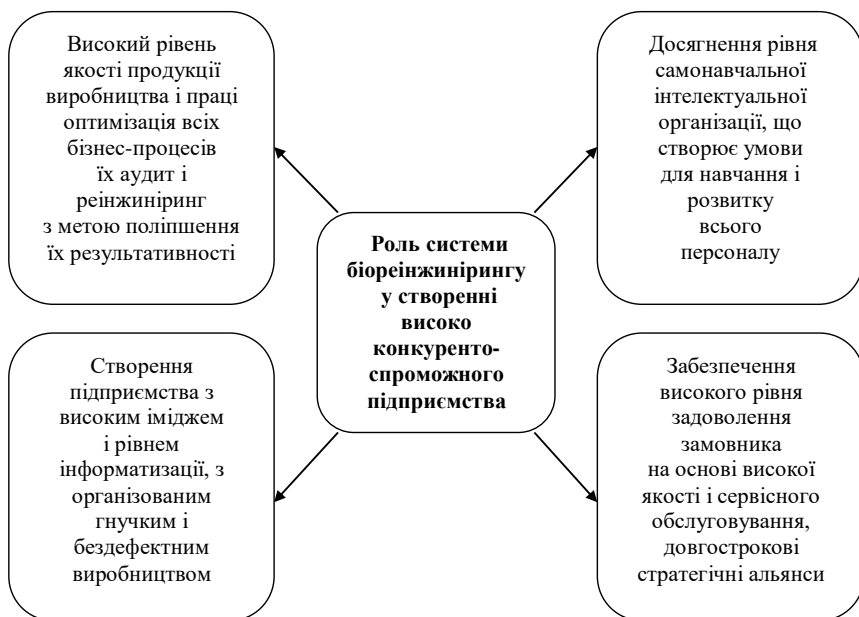 Високий рівень
якості продукції
виробництва і праці
оптимізація всіх
бізнес-процесів
їх аудит і
реінжиніринг
з метою поліпшення
їх результативності
Досягнення рівня
самонавчальної
інтелектуальної
організації, що
створює умови
для навчання і
розвитку
всього
персоналу
Роль системи
біореінжинірингу
у створенні
високо
конкуренто-
спроможного
підприємства
Створення
підприємства з
високим іміджем
і рівнем
інформатизації, з
організованим
гнучким і
бездефектним
виробництвом
Забезпечення
високого рівня
задоволення
замовника
на основі високої
якості і сервісного
обслуговування,
довгострокові
стратегічні альянси